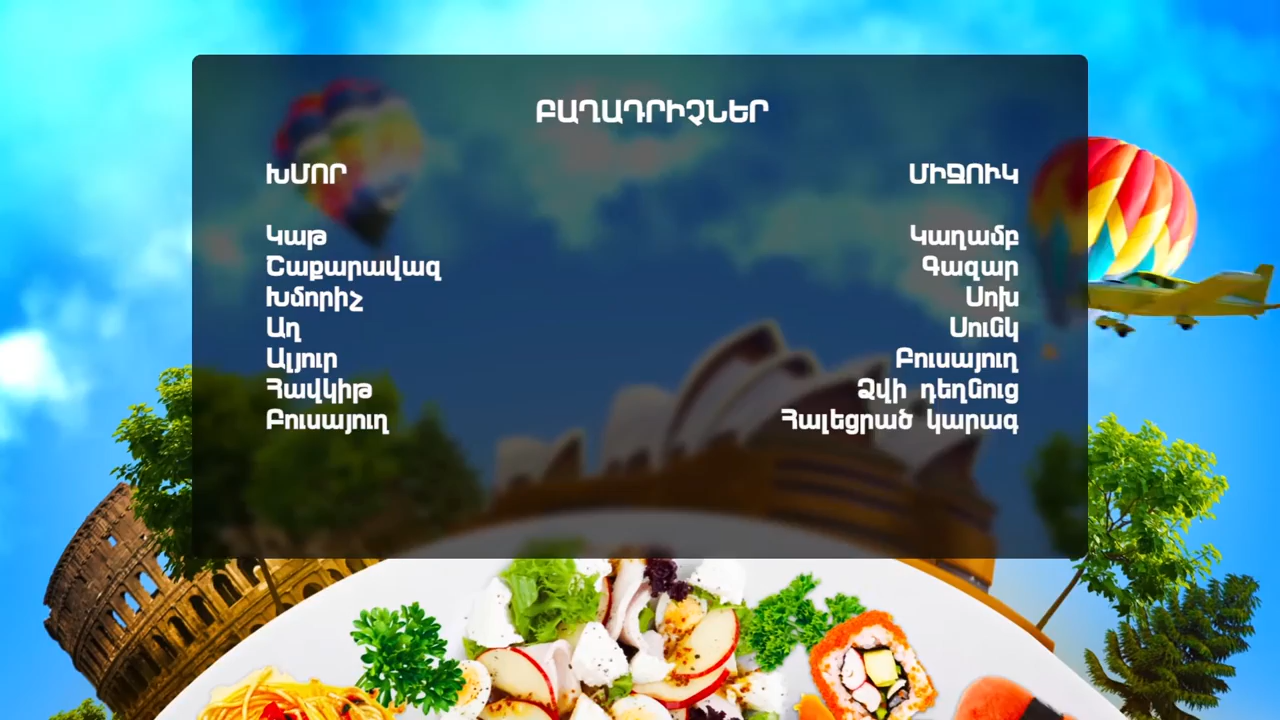 ԲԱՂԱԴՐԻՉՆԵՐ
ԽՄՈՐ
Կաթ
Շաքարավազ
Խմորիչ
Աղ
Ալյուր
Հավկիթ
Բուսայուղ
ՄԻՋՈՒԿ
Կաղամբ
Գազար
Սոխ
Սունկ
Բուսայուղ
Ձվի դեղնուց
Հալեցրած կարագ